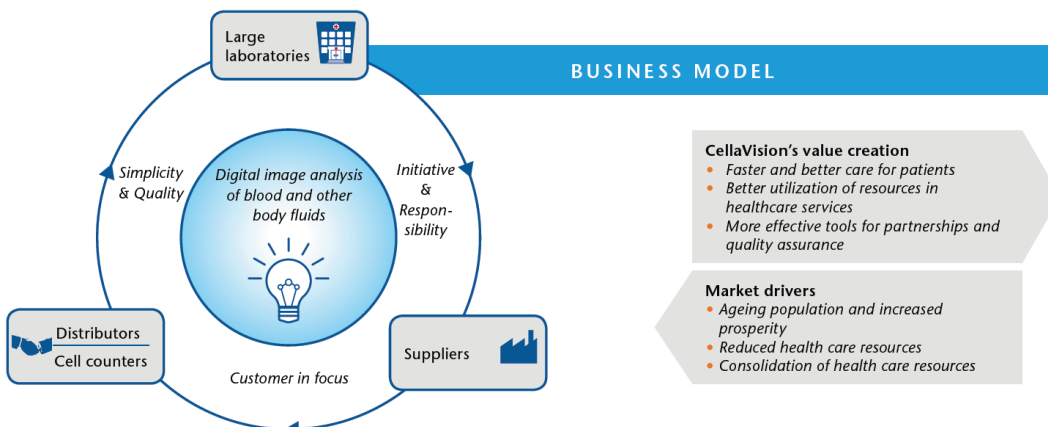 Large
laboratories
BUSINESS MODEL
Simplicity
& Quality
Digital image analysis
of blood and other
body fluids
Initiative
&
Respon-
sibility
Distributors
Cell counters
Suppliers
Customer in focus
CellaVision’s value creation
• Faster and better care for patients
• Better utilization of resources in
healthcare services
• More effective tools for partnerships and
quality assurance
Market drivers
• Ageing population and increased
prosperity
• Reduced health care resources
• Consolidation of health care resources